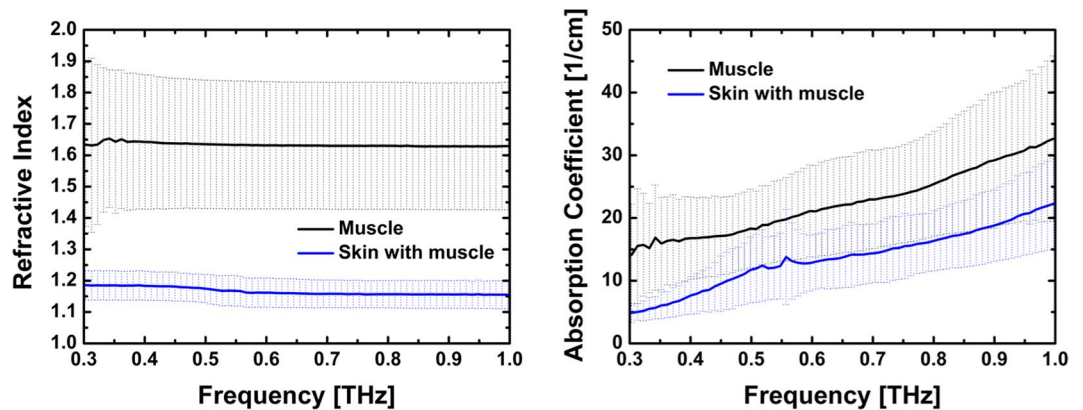 Refractive Index
2.0
1.9
1.8
1.7
1.6
1.5
1.4
1.3
1.2
1.1
1.0
Muscle
Skin with muscle
0.3 0.4 0.5 0.6 0.7 0.8 0.9 1.0
Frequency [THz]
Absorption Coefficient [1/cm]
50
40
30
20
10
0
Muscle
Skin with muscle
0.3 0.4 0.5 0.6 0.7 0.8 0.9 1.0
Frequency [THz]